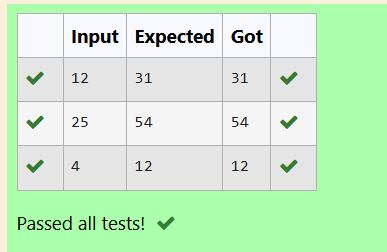 Input Expected Got
12 31 31
25 54 54
4 12 12
Passed all tests!